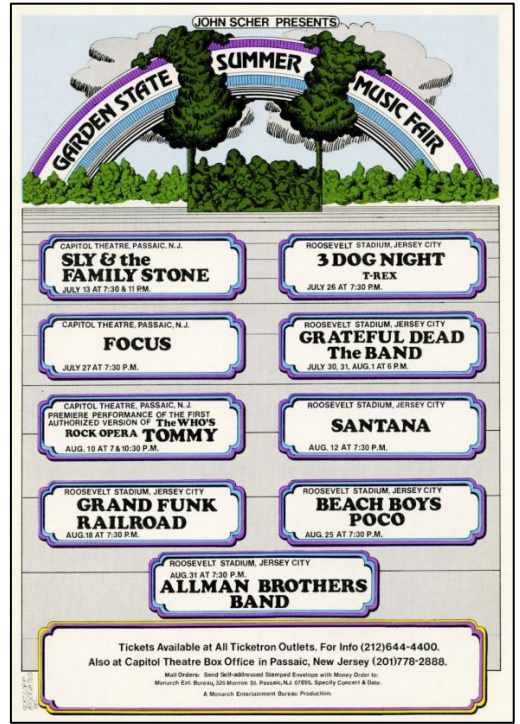 JOHN SCHER PRESENTS
GARDEN STATE SUMMER MUSIC FAIR
CAPITOL THEATRE, PASSAIC, N.J.
SLY & the
FAMILY STONE
JULY 13 AT 7:30 & 11 P.M.
ROOSEVELT STADIUM, JERSEY CITY
3 DOG NIGHT
T-REX
JULY 26 AT 7:30 P.M.
CAPITOL THEATRE, PASSAIC, N.J.
FOCUS
JULY 27 AT 7:30 P.M.
ROOSEVELT STADIUM, JERSEY CITY
GRATEFUL DEAD
The BAND
JULY 30, 31, AUG. 1 AT 6 P.M.
CAPITOL THEATRE, PASSAIC, N.J.
PREMIERE PERFORMANCE OF THE FIRST
AUTHORIZED VERSION OF The WHO'S
ROCK OPERA TOMMY
AUG. 10 AT 7 & 10:30 P.M.
ROOSEVELT STADIUM, JERSEY CITY
SANTANA
AUG. 12 AT 7:30 P.M.
ROOSEVELT STADIUM, JERSEY CITY
GRAND FUNK
RAILROAD
AUG. 18 AT 7:30 P.M.
ROOSEVELT STADIUM, JERSEY CITY
BEACH BOYS
POCO
AUG. 25 AT 7:30 P.M.
ROOSEVELT STADIUM, JERSEY CITY
AUG. 31 AT 7:30 P.M.
ALLMAN BROTHERS
BAND
Tickets Available at All Ticketron Outlets. For Info (212)644-4400.
Also at Capitol Theatre Box Office in Passaic, New Jersey (201)778-2888.
Mail Orders: Send Self-addressed Stamped Envelope with Money Order to:
Monarch Ent. Bureau, 326 Monroe St. Passaic, N.J. 07055, Specify Concert & Date.
A Monarch Entertainment Bureau Production.